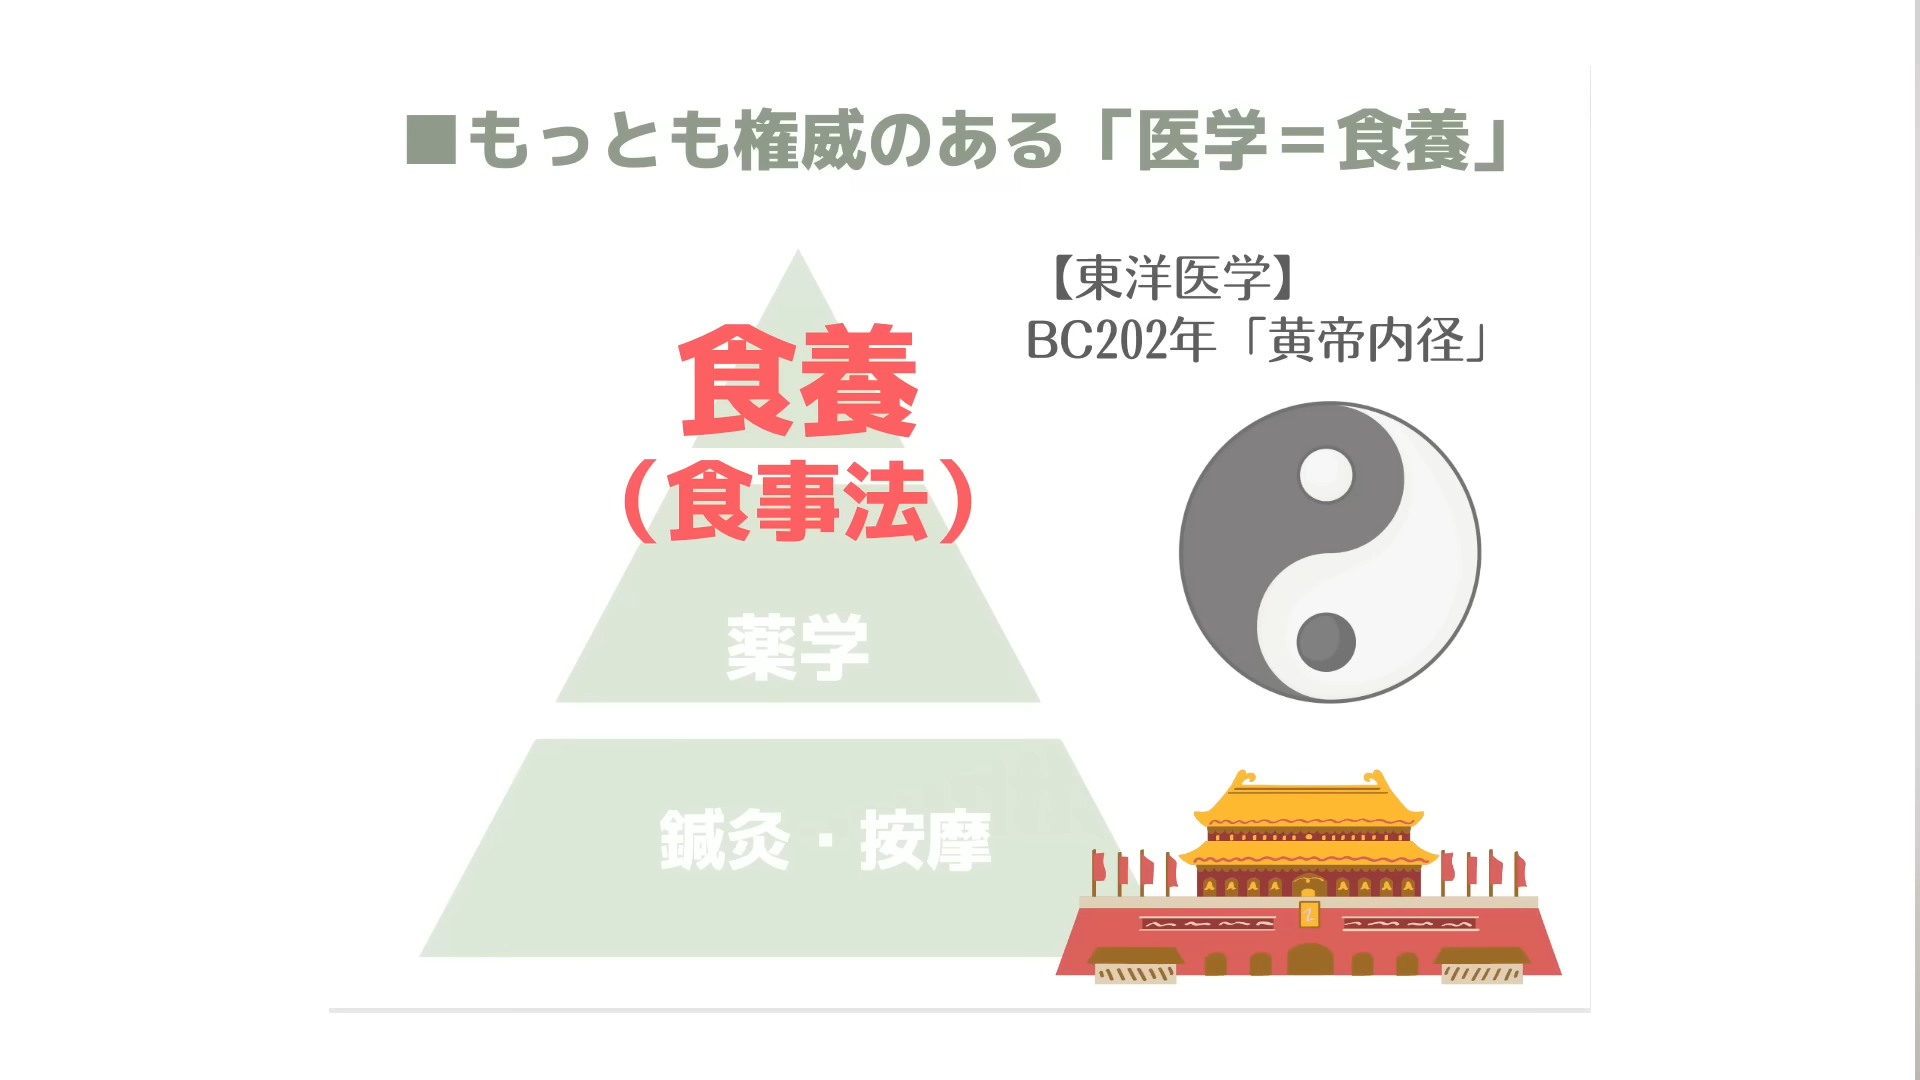 ■もっとも権威のある「医学＝食養」
【東洋医学】
BC202年「黄帝内径」
食養
（食事法）
薬学
鍼灸・按摩